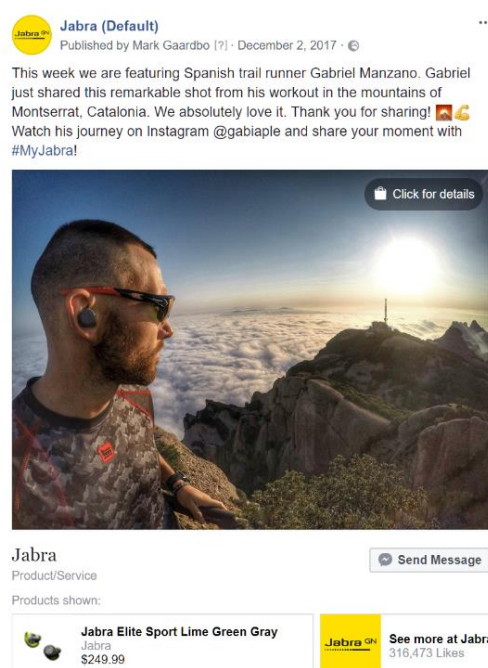 Jabra GN
Jabra (Default)
Published by Mark Gaardbo [?] · December 2, 2017 ·
This week we are featuring Spanish trail runner Gabriel Manzano. Gabriel
just shared this remarkable shot from his workout in the mountains of
Montserrat, Catalonia. We absolutely love it. Thank you for sharing! 🌋💪
Watch his journey on Instagram @gabiaple and share your moment with
#MyJabra!
Click for details
Jabra
Product/Service
Send Message
Products shown:
Jabra Elite Sport Lime Green Gray
Jabra
$249.99
Jabra GN
See more at Jabra
316,473 Likes